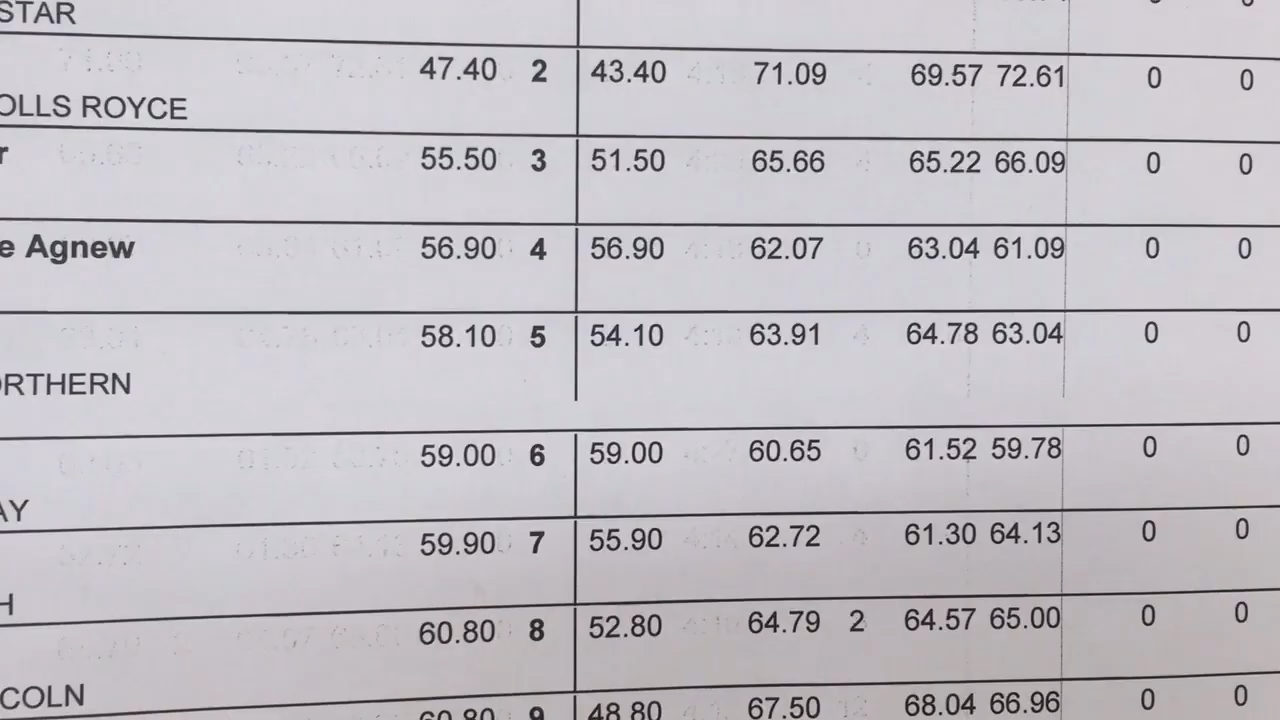 STAR
47.40 2 43.40 71.09 69.57 72.61 0 0
OLLS ROYCE
r 55.50 3 51.50 65.66 65.22 66.09 0 0
e Agnew 56.90 4 56.90 62.07 63.04 61.09 0 0
58.10 5 54.10 63.91 64.78 63.04 0 0
ORTHERN
59.00 6 59.00 60.65 61.52 59.78 0 0
AY
59.90 7 55.90 62.72 61.30 64.13 0 0
H
60.80 8 52.80 64.79 2 64.57 65.00 0 0
COLN
60.80 9 48.80 67.50 68.04 66.96 0 0